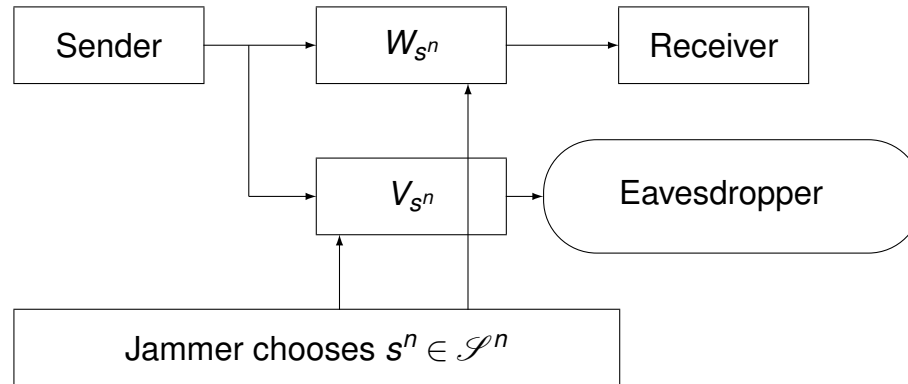 Sender
W_{s^n}
Receiver
V_{s^n}
Eavesdropper
Jammer chooses s^n ∈ 𝒮^n